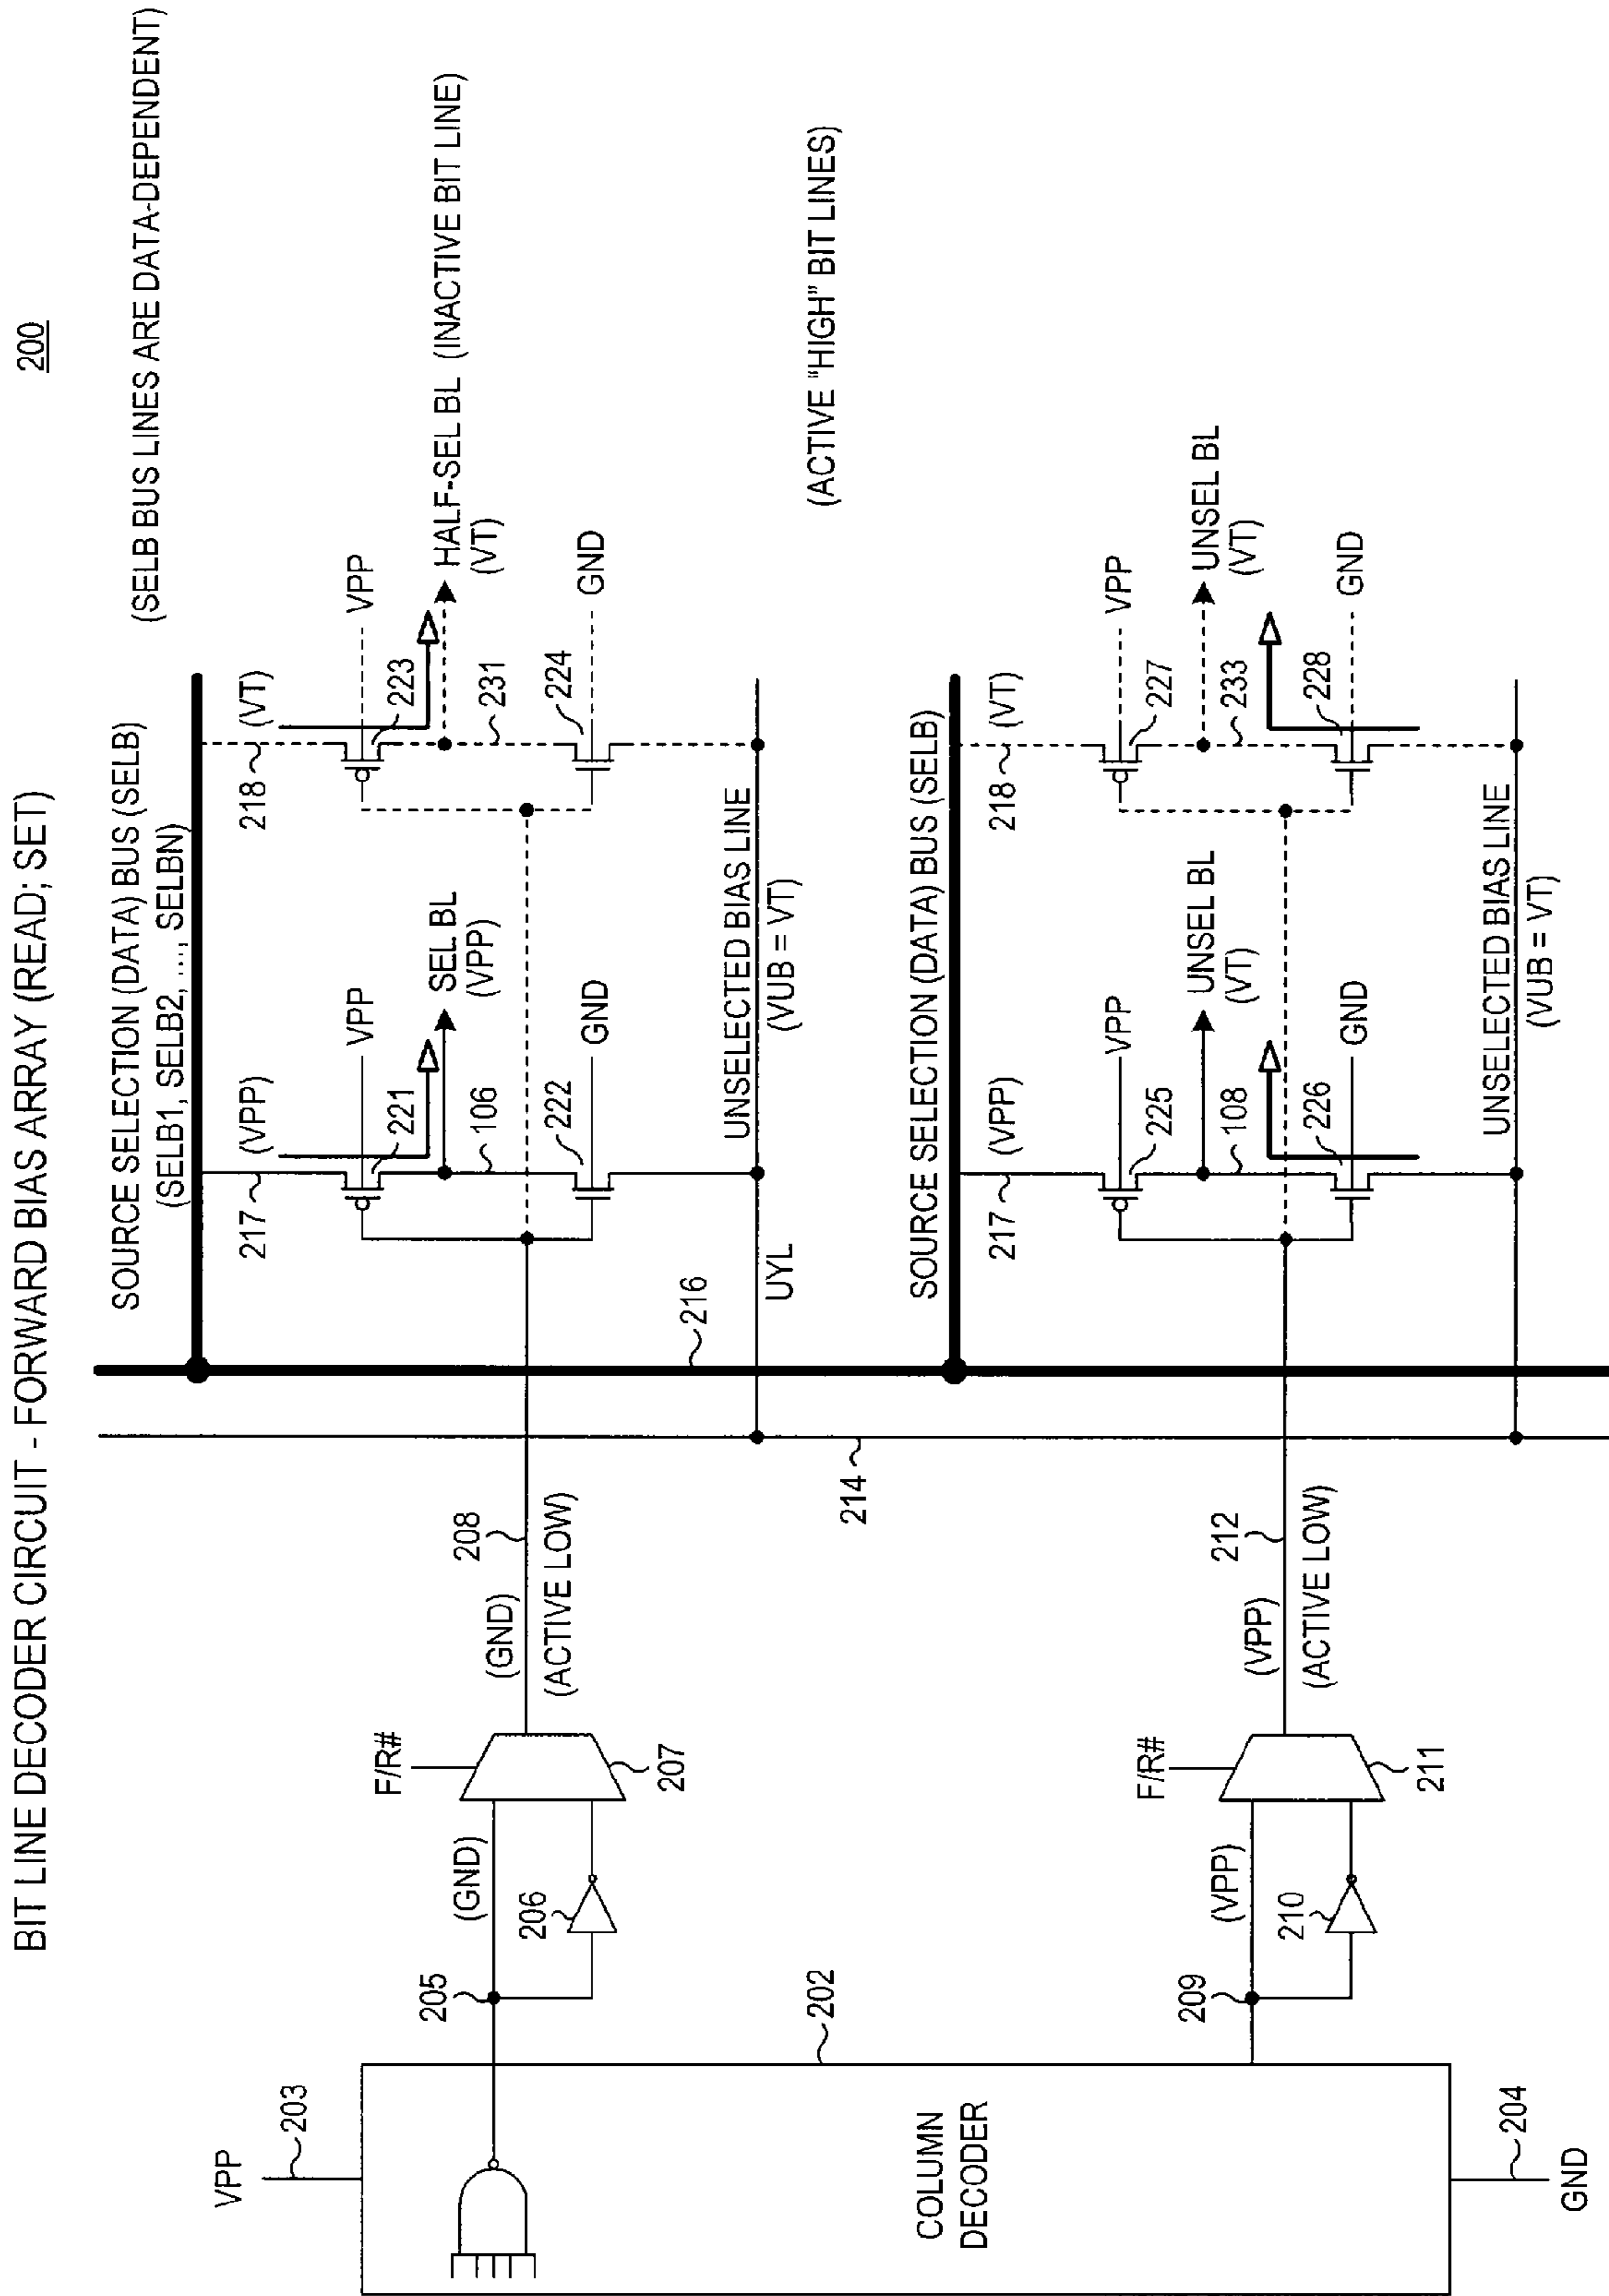 BIT LINE DECODER CIRCUIT - FORWARD BIAS ARRAY (READ; SET)
200
(SELB BUS LINES ARE DATA-DEPENDENT)
SOURCE SELECTION (DATA) BUS (SELB)
(SELB1, SELB2, ..., SELBN)
217
(VPP)
VPP
221
SEL BL
(VPP)
106
222
GND
218
(VT)
VPP
223
HALF-SEL BL (INACTIVE BIT LINE)
(VT)
231
224
GND
UYL
UNSELECTED BIAS LINE
(VUB = VT)
(ACTIVE "HIGH" BIT LINES)
VPP
203
205
(GND)
206
F/R#
207
(GND)
208
(ACTIVE LOW)
214
216
202
COLUMN
DECODER
SOURCE SELECTION (DATA) BUS (SELB)
217
(VPP)
VPP
225
UNSEL BL
(VT)
108
226
GND
218
(VT)
VPP
227
UNSEL BL
(VT)
233
228
GND
UNSELECTED BIAS LINE
(VUB = VT)
209
(VPP)
210
F/R#
211
(VPP)
212
(ACTIVE LOW)
204
GND